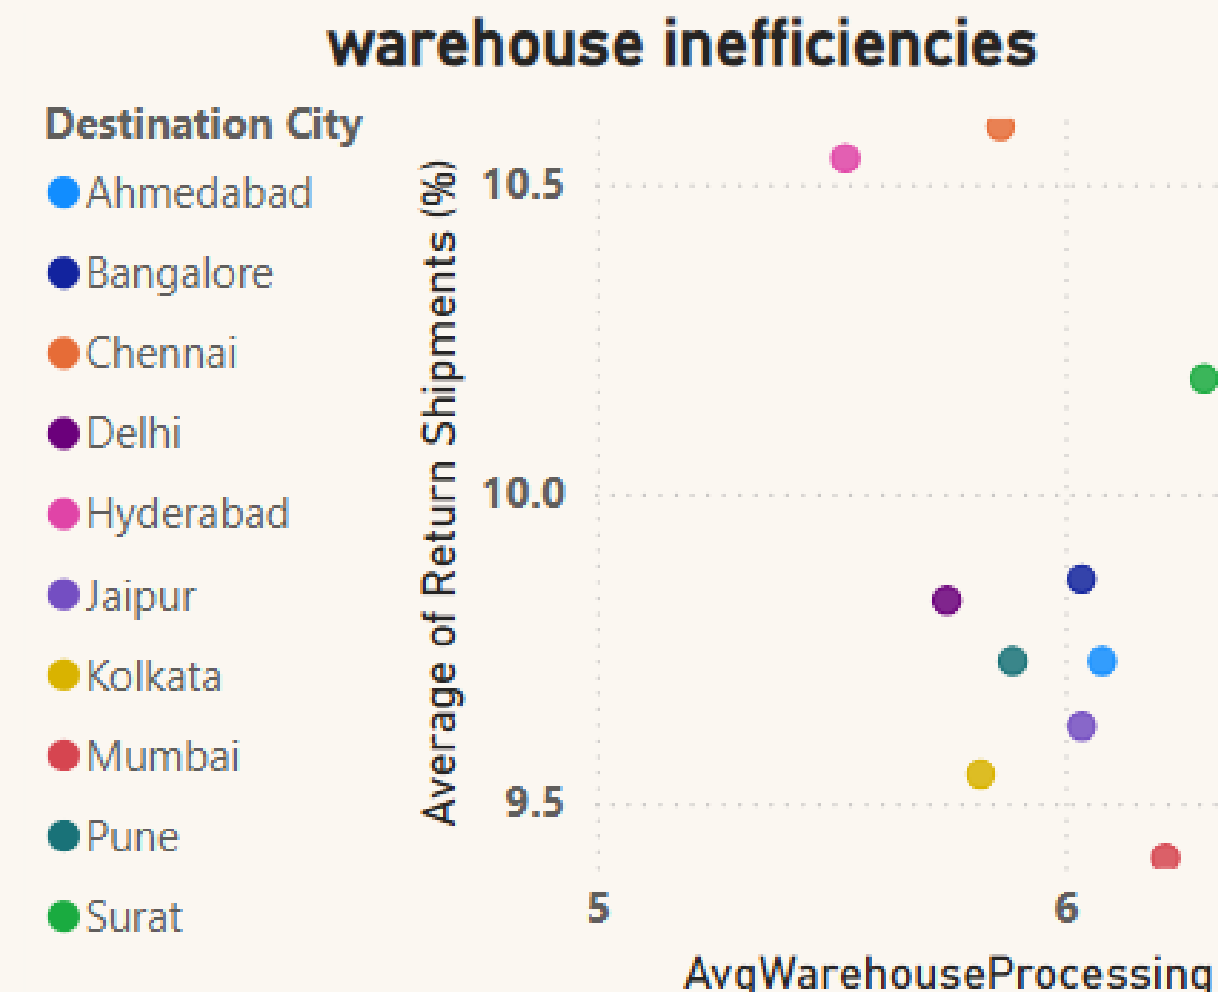 warehouse inefficiencies
Destination City
Ahmedabad
Bangalore
Chennai
Delhi
Hyderabad
Jaipur
Kolkata
Mumbai
Pune
Surat
Average of Return Shipments (%)
10.5
10.0
9.5
5
6
AvgWarehouseProcessing